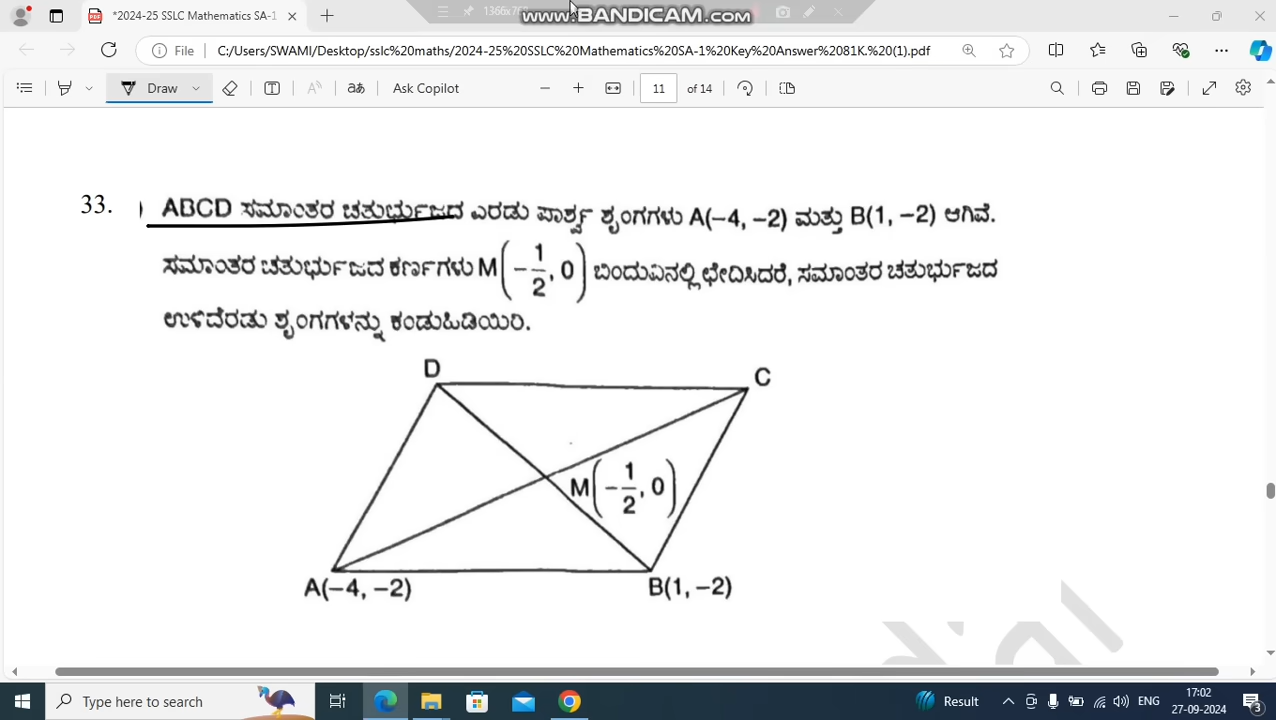 *2024-25 SSLC Mathematics SA-1
1366x768
www.BANDICAM.com
File
C:/Users/SWAMI/Desktop/sslc%20maths/2024-25%20SSLC%20Mathematics%20SA-1%20Key%20Answer%2081K.%20(1).pdf
Draw
Ask Copilot
11 of 14
33. ABCD ಸಮಾಂತರ ಚತುರ್ಭುಜದ ಎರಡು ಪಾರ್ಶ್ವ ಶೃಂಗಗಳು A(−4, −2) ಮತ್ತು B(1, −2) ಆಗಿವೆ.
ಸಮಾಂತರ ಚತುರ್ಭುಜದ ಕರ್ಣಗಳು M(−1/2, 0) ಬಿಂದುವಿನಲ್ಲಿ ಛೇದಿಸಿದರೆ, ಸಮಾಂತರ ಚತುರ್ಭುಜದ
ಉಳಿದೆರಡು ಶೃಂಗಗಳನ್ನು ಕಂಡುಹಿಡಿಯಿರಿ.
D
C
M(−1/2, 0)
A(−4, −2)
B(1, −2)
Type here to search
Result
ENG
17:02
27-09-2024
3